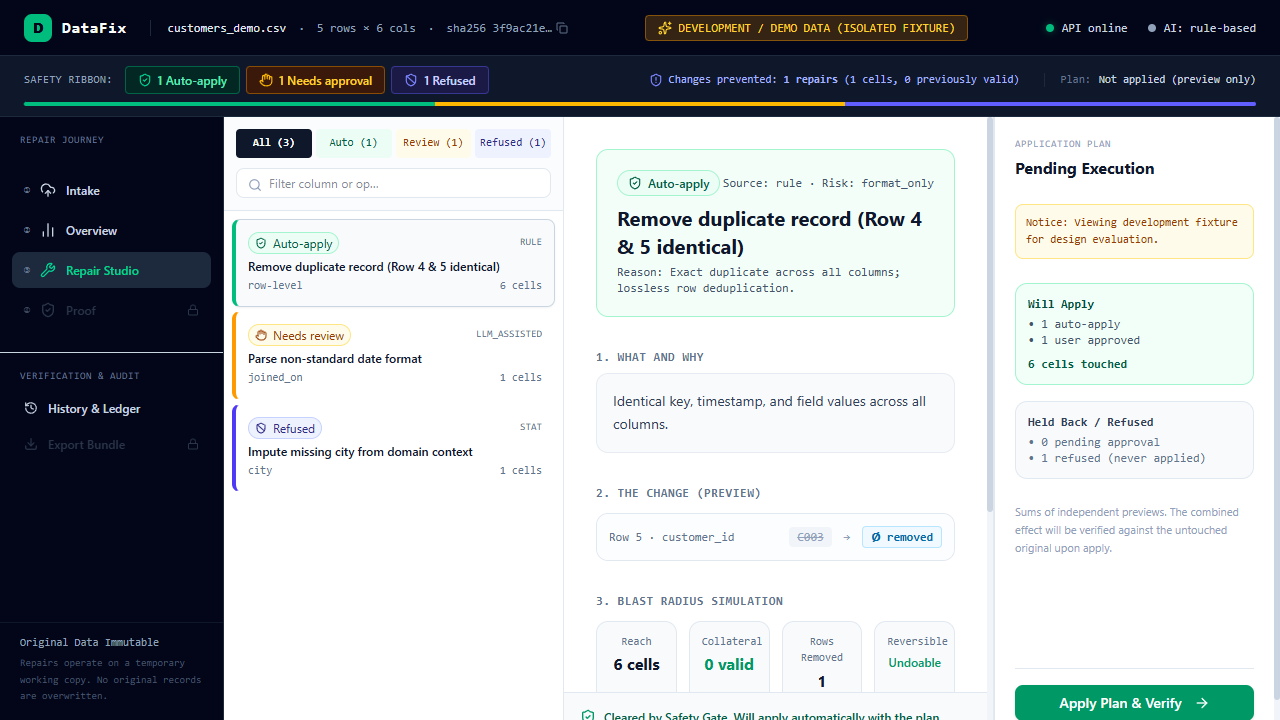 D DataFix customers_demo.csv · 5 rows × 6 cols · sha256 3f9ac21e… DEVELOPMENT / DEMO DATA (ISOLATED FIXTURE) API online AI: rule-based
SAFETY RIBBON: 1 Auto-apply 1 Needs approval 1 Refused Changes prevented: 1 repairs (1 cells, 0 previously valid) Plan: Not applied (preview only)
REPAIR JOURNEY
Intake
Overview
Repair Studio
Proof
VERIFICATION & AUDIT
History & Ledger
Export Bundle
Original Data Immutable
Repairs operate on a temporary
working copy. No original records
are overwritten.
All (3) Auto (1) Review (1) Refused (1)
Filter column or op...
Auto-apply RULE
Remove duplicate record (Row 4 & 5 identical)
row-level 6 cells
Needs review LLM_ASSISTED
Parse non-standard date format
joined_on 1 cells
Refused STAT
Impute missing city from domain context
city 1 cells
Auto-apply Source: rule · Risk: format_only
Remove duplicate record (Row 4
& 5 identical)
Reason: Exact duplicate across all columns;
lossless row deduplication.
1. WHAT AND WHY
Identical key, timestamp, and field values across all
columns.
2. THE CHANGE (PREVIEW)
Row 5 · customer_id C003 → Ø removed
3. BLAST RADIUS SIMULATION
Reach
6 cells
Collateral
0 valid
Rows
Removed
1
Reversible
Undoable
Cleared by Safety Gate. Will apply automatically with the plan.
APPLICATION PLAN
Pending Execution
Notice: Viewing development fixture
for design evaluation.
Will Apply
• 1 auto-apply
• 1 user approved
6 cells touched
Held Back / Refused
• 0 pending approval
• 1 refused (never applied)
Sums of independent previews. The combined
effect will be verified against the untouched
original upon apply.
Apply Plan & Verify →